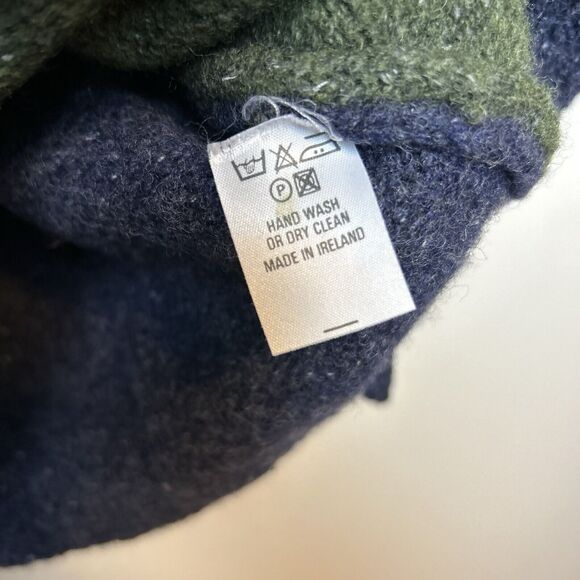 P
HAND WASH
OR DRY CLEAN
MADE IN IRELAND